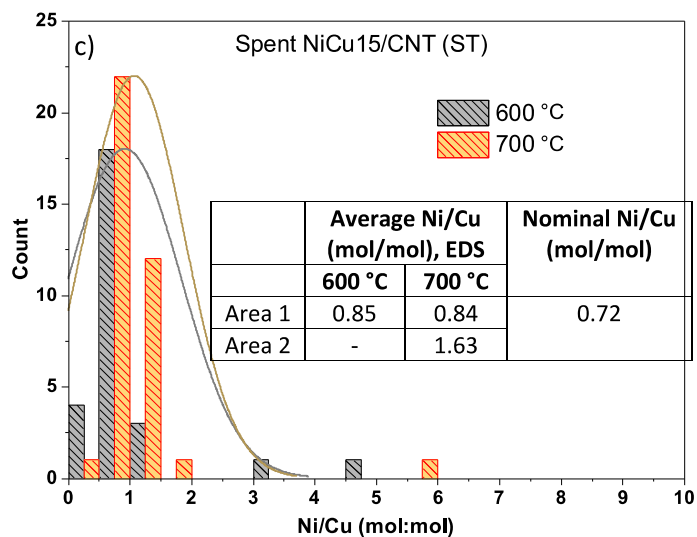 c)
Spent NiCu15/CNT (ST)
600 °C
700 °C
Average Ni/Cu
(mol/mol), EDS
Nominal Ni/Cu
(mol/mol)
600 °C 700 °C
Area 1 0.85 0.84 0.72
Area 2 - 1.63
Count
25
20
15
10
5
0
0 1 2 3 4 5 6 7 8 9 10
Ni/Cu (mol:mol)